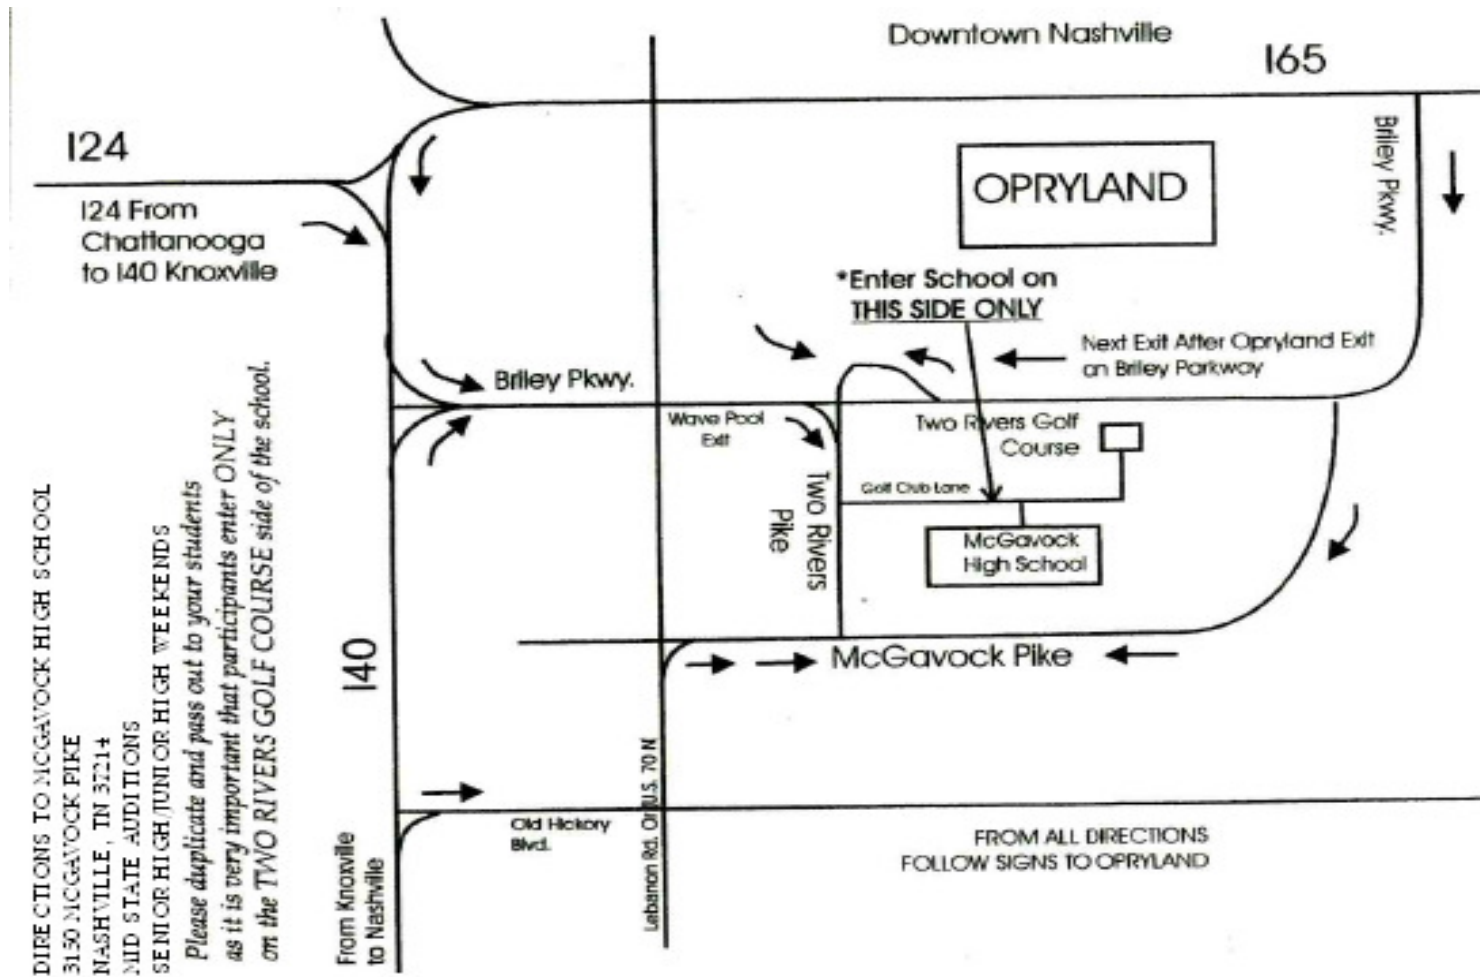 Downtown Nashville
I65
I24
I24 From
Chattanooga
to I40 Knoxville
Briley Pkwy.
OPRYLAND
*Enter School on
THIS SIDE ONLY
Next Exit After Opryland Exit
on Briley Parkway
Briley Pkwy.
Wave Pool
Exit
Two Rivers Golf
Course
Golf Club Lane
Two Rivers
Pike
McGavock
High School
McGavock Pike
I40
Lebanon Rd. Or U.S. 70 N
Old Hickory
Blvd.
From Knoxville
to Nashville
FROM ALL DIRECTIONS
FOLLOW SIGNS TO OPRYLAND
DIRECTIONS TO MCGAVOCK HIGH SCHOOL
3150 MCGAVOCK PIKE
NASHVILLE, TN 37214
MID STATE AUDITIONS
SENIOR HIGH/JUNIOR HIGH WEEKENDS
Please duplicate and pass out to your students
as it is very important that participants enter ONLY
on the TWO RIVERS GOLF COURSE side of the school.